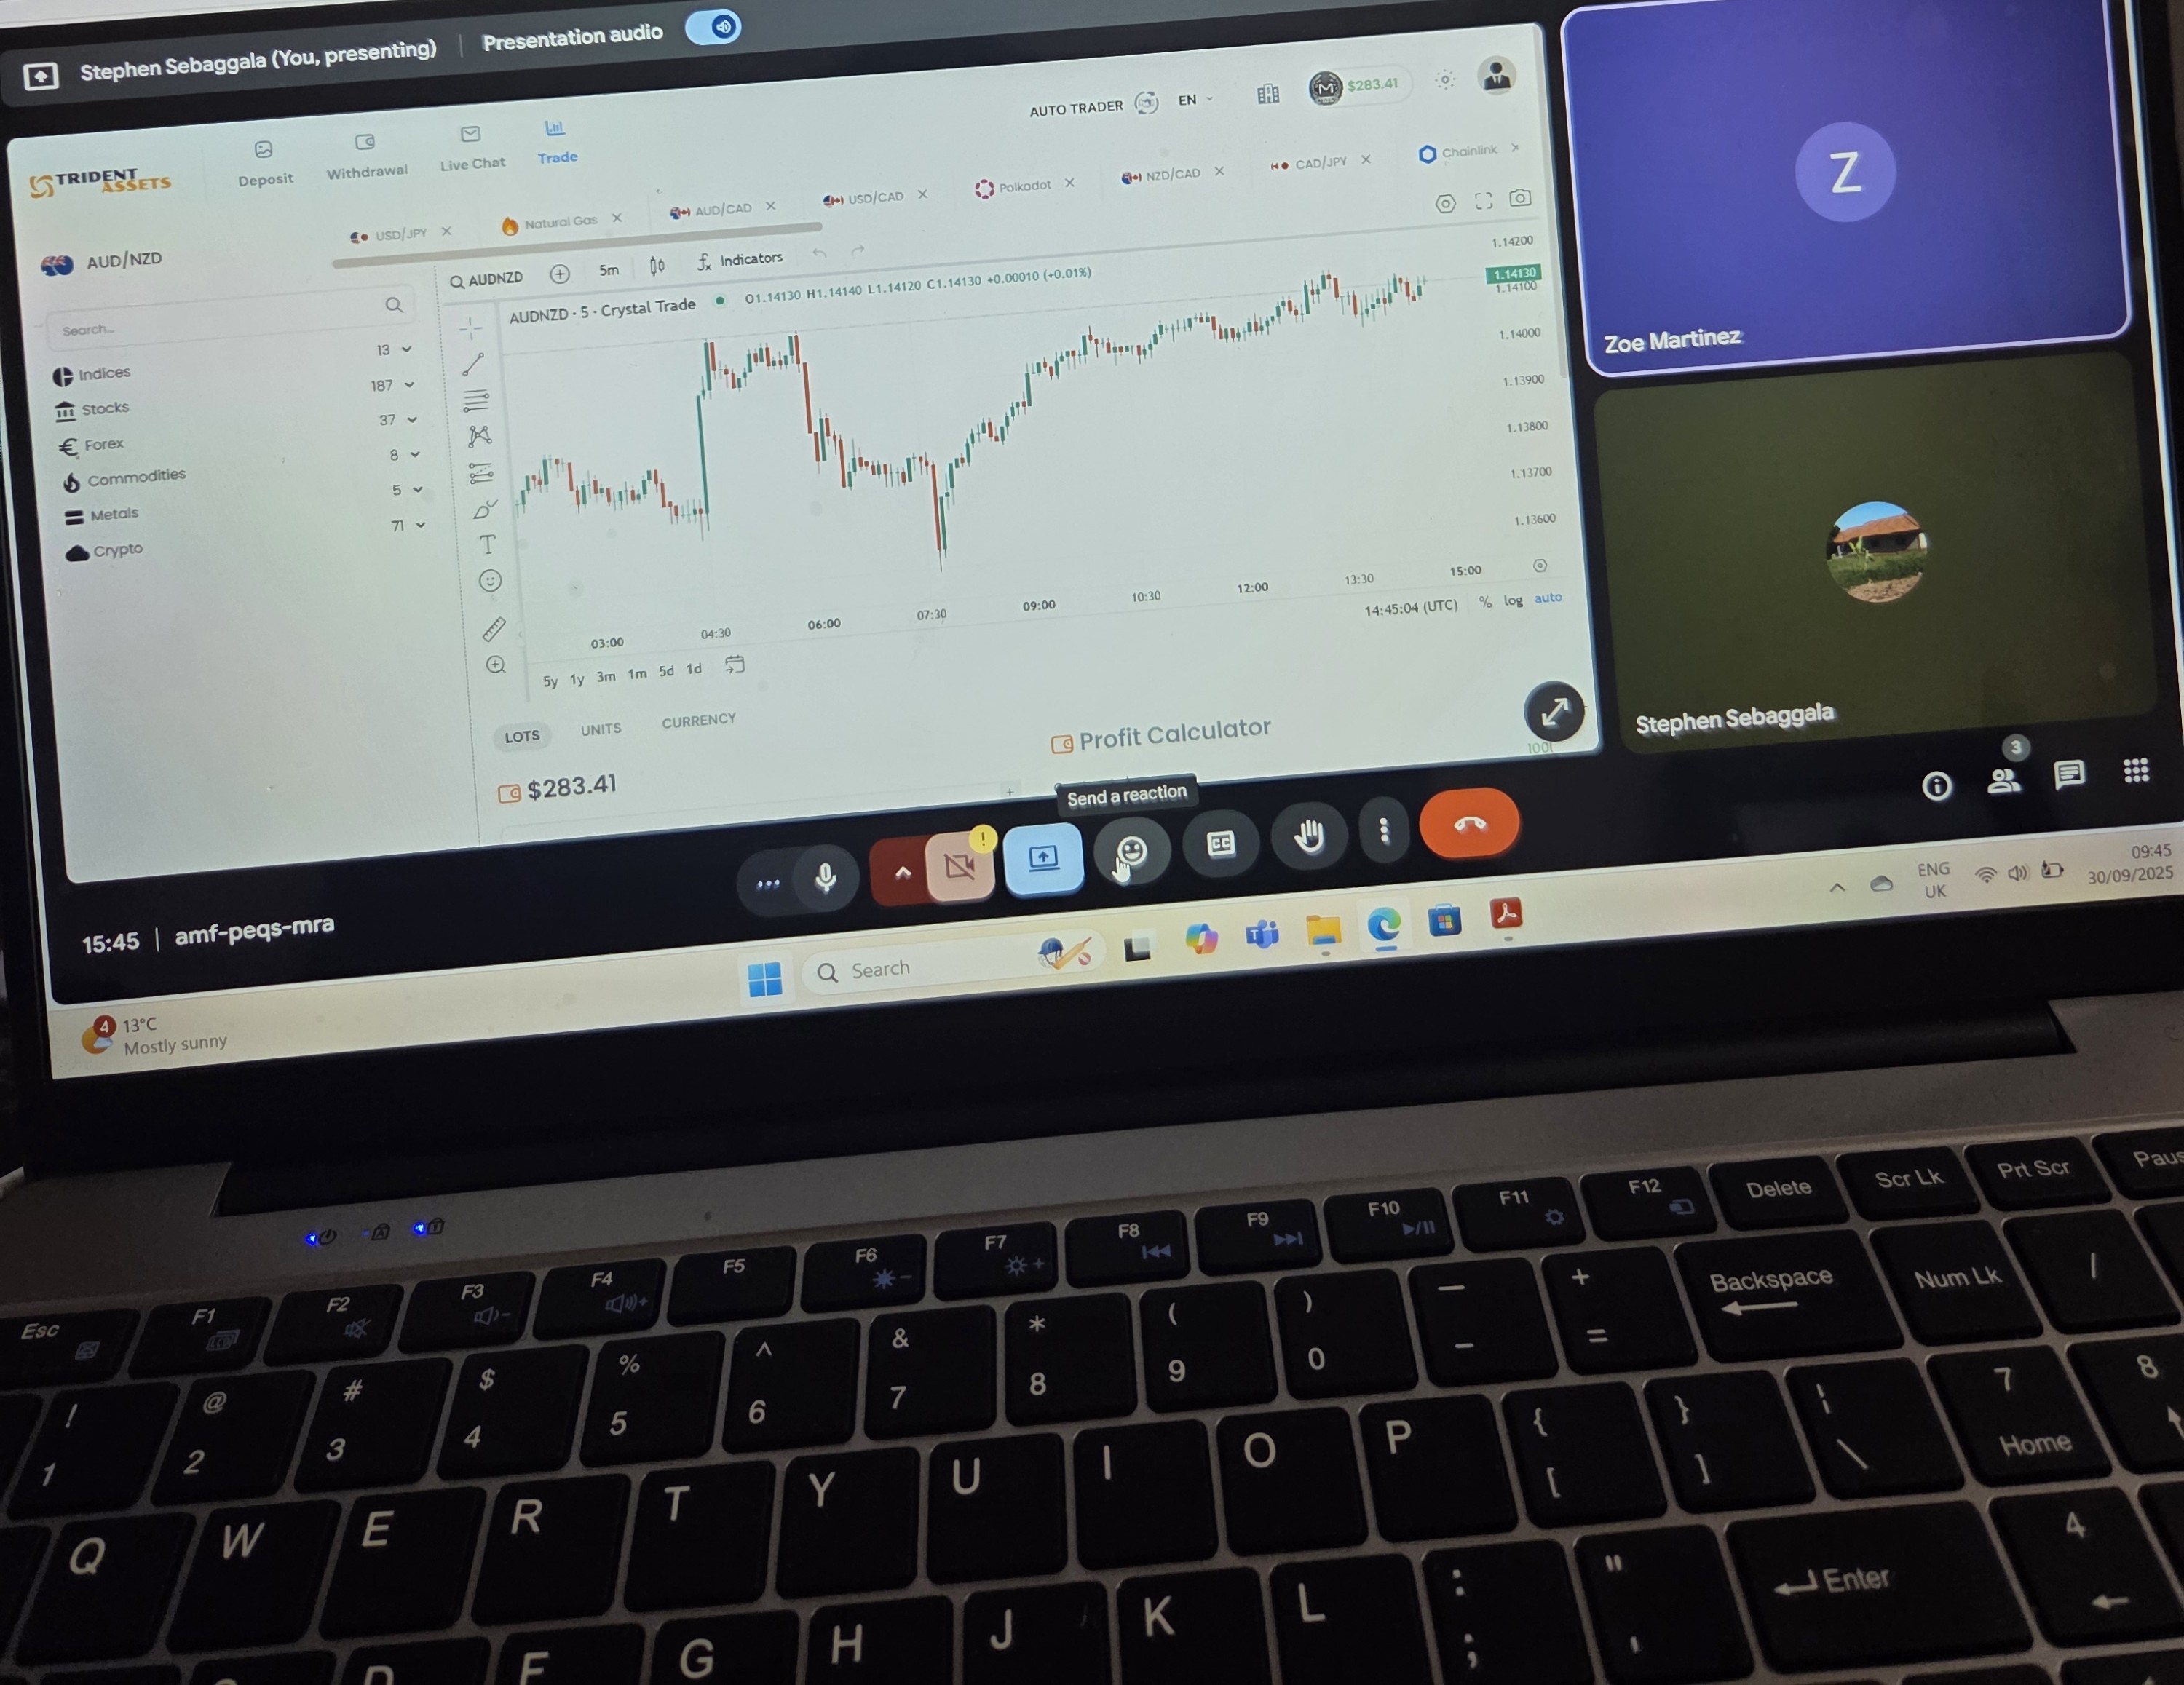 Stephen Sebaggala (You, presenting) | Presentation audio
TRIDENT
ASSETS
Deposit
Withdrawal
Live Chat
Trade
AUTO TRADER
EN
$283.41
USD/JPY
Natural Gas
AUD/CAD
USD/CAD
Polkadot
NZD/CAD
CAD/JPY
Chainlink
AUD/NZD
Search...
Indices 13
Stocks 187
Forex 37
Commodities 8
Metals 5
Crypto 71
AUDNZD
5m
Indicators
AUDNZD · 5 · Crystal Trade
O1.14130 H1.14140 L1.14120 C1.14130 +0.00010 (+0.01%)
1.14200
1.14130
1.14100
1.14000
1.13900
1.13800
1.13700
1.13600
03:00 04:30 06:00 07:30 09:00 10:30 12:00 13:30 15:00
5y 1y 3m 1m 5d 1d
14:45:04 (UTC) % log auto
LOTS UNITS CURRENCY
$283.41
Profit Calculator
Send a reaction
CC
Z
Zoe Martinez
Stephen Sebaggala
3
15:45 | amf-peqs-mra
4
13°C
Mostly sunny
Search
ENG
UK
09:45
30/09/2025
Esc F1 F2 F3 F4 F5 F6 F7 F8 F9 F10 F11 F12 Delete Scr Lk Prt Scr
! @ # $ % ^ & * ( ) — + Backspace Num Lk /
1 2 3 4 5 6 7 8 9 0 - =
Q W E R T Y U I O P { [ } ] ¦ \ 7 Home 8
F G H J K L : ; " ' Enter 4